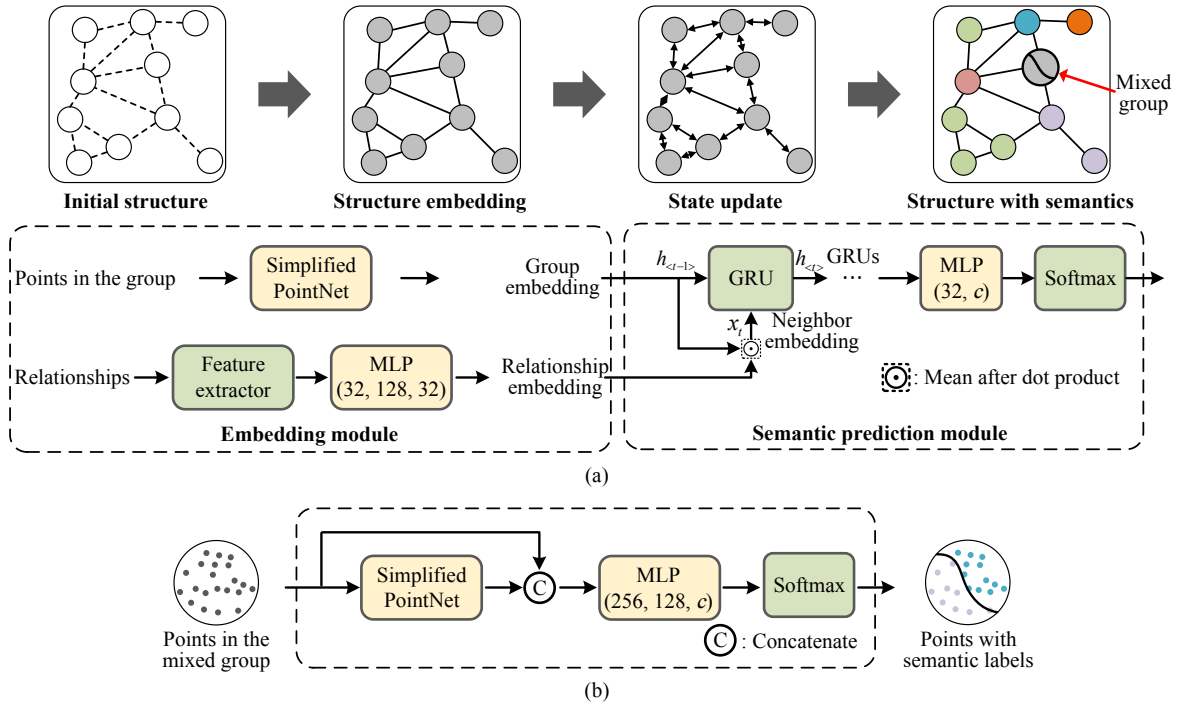 Mixed
group
Initial structure
Structure embedding
State update
Structure with semantics
Points in the group
Simplified
PointNet
Group
embedding
h<t−1>
GRU
h<t>
GRUs
...
MLP
(32, c)
Softmax
x_t
Neighbor
embedding
Relationships
Feature
extractor
MLP
(32, 128, 32)
Relationship
embedding
: Mean after dot product
Embedding module
Semantic prediction module
(a)
Simplified
PointNet
C
MLP
(256, 128, c)
Softmax
Points in the
mixed group
C : Concatenate
Points with
semantic labels
(b)